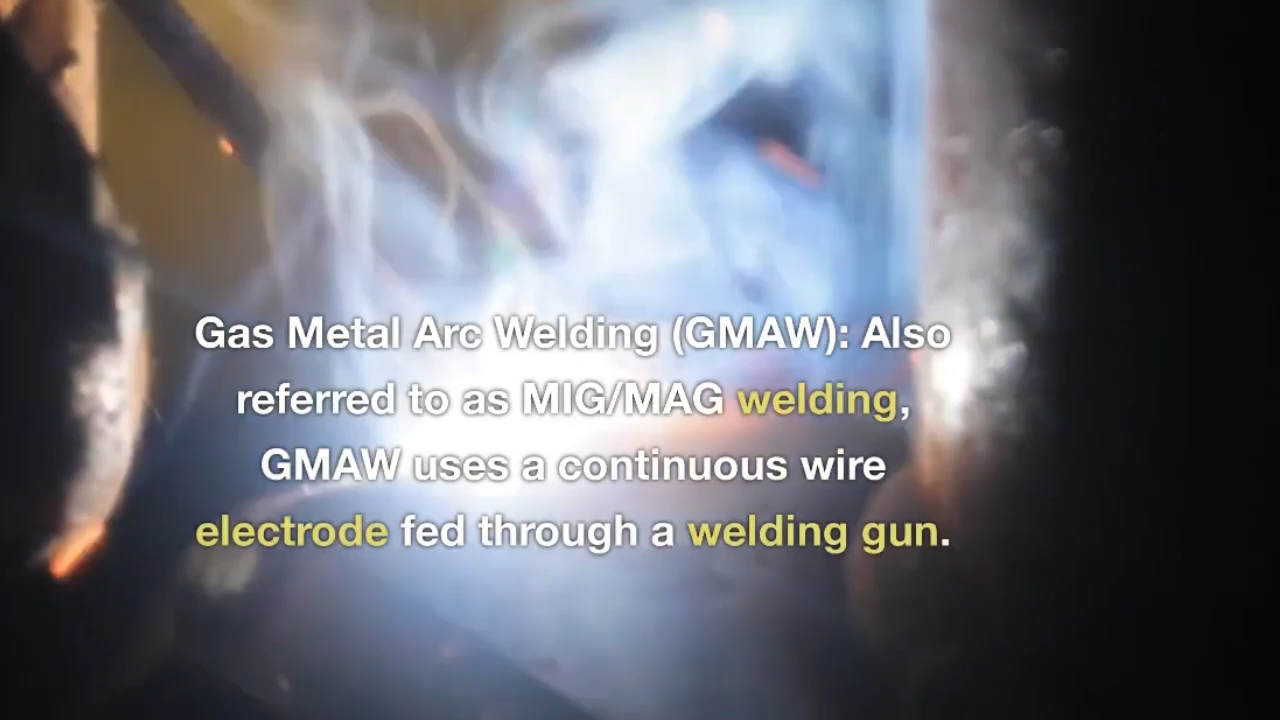 Gas Metal Arc Welding (GMAW): Also
referred to as MIG/MAG welding,
GMAW uses a continuous wire
electrode fed through a welding gun.